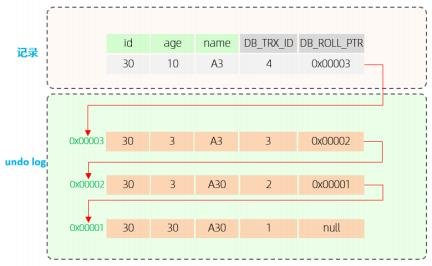 id age name DB_TRX_ID DB_ROLL_PTR
记录
30 10 A3 4 0x00003
0x00003 30 3 A3 3 0x00002
undo log
0x00002 30 3 A30 2 0x00001
0x00001 30 30 A30 1 null